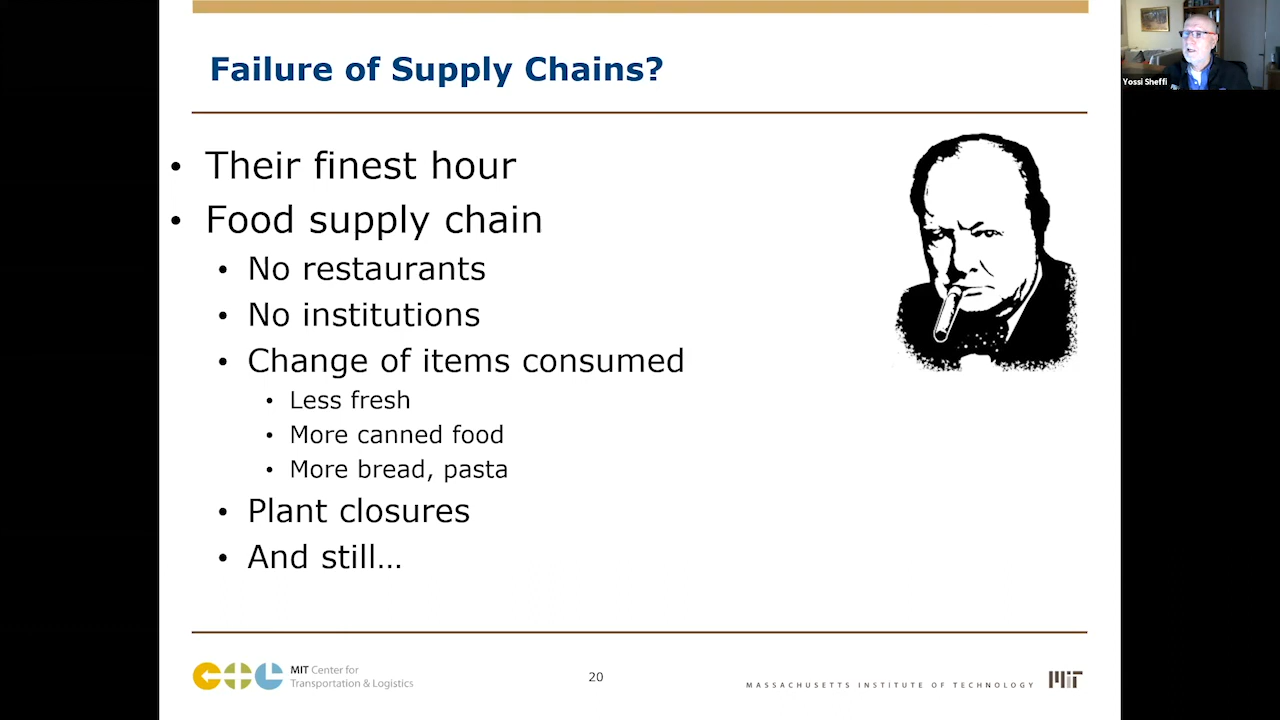 Failure of Supply Chains?
Yossi Sheffi
• Their finest hour
• Food supply chain
• No restaurants
• No institutions
• Change of items consumed
• Less fresh
• More canned food
• More bread, pasta
• Plant closures
• And still…
MIT Center for
Transportation & Logistics
20
MASSACHUSETTS INSTITUTE OF TECHNOLOGY
MIT